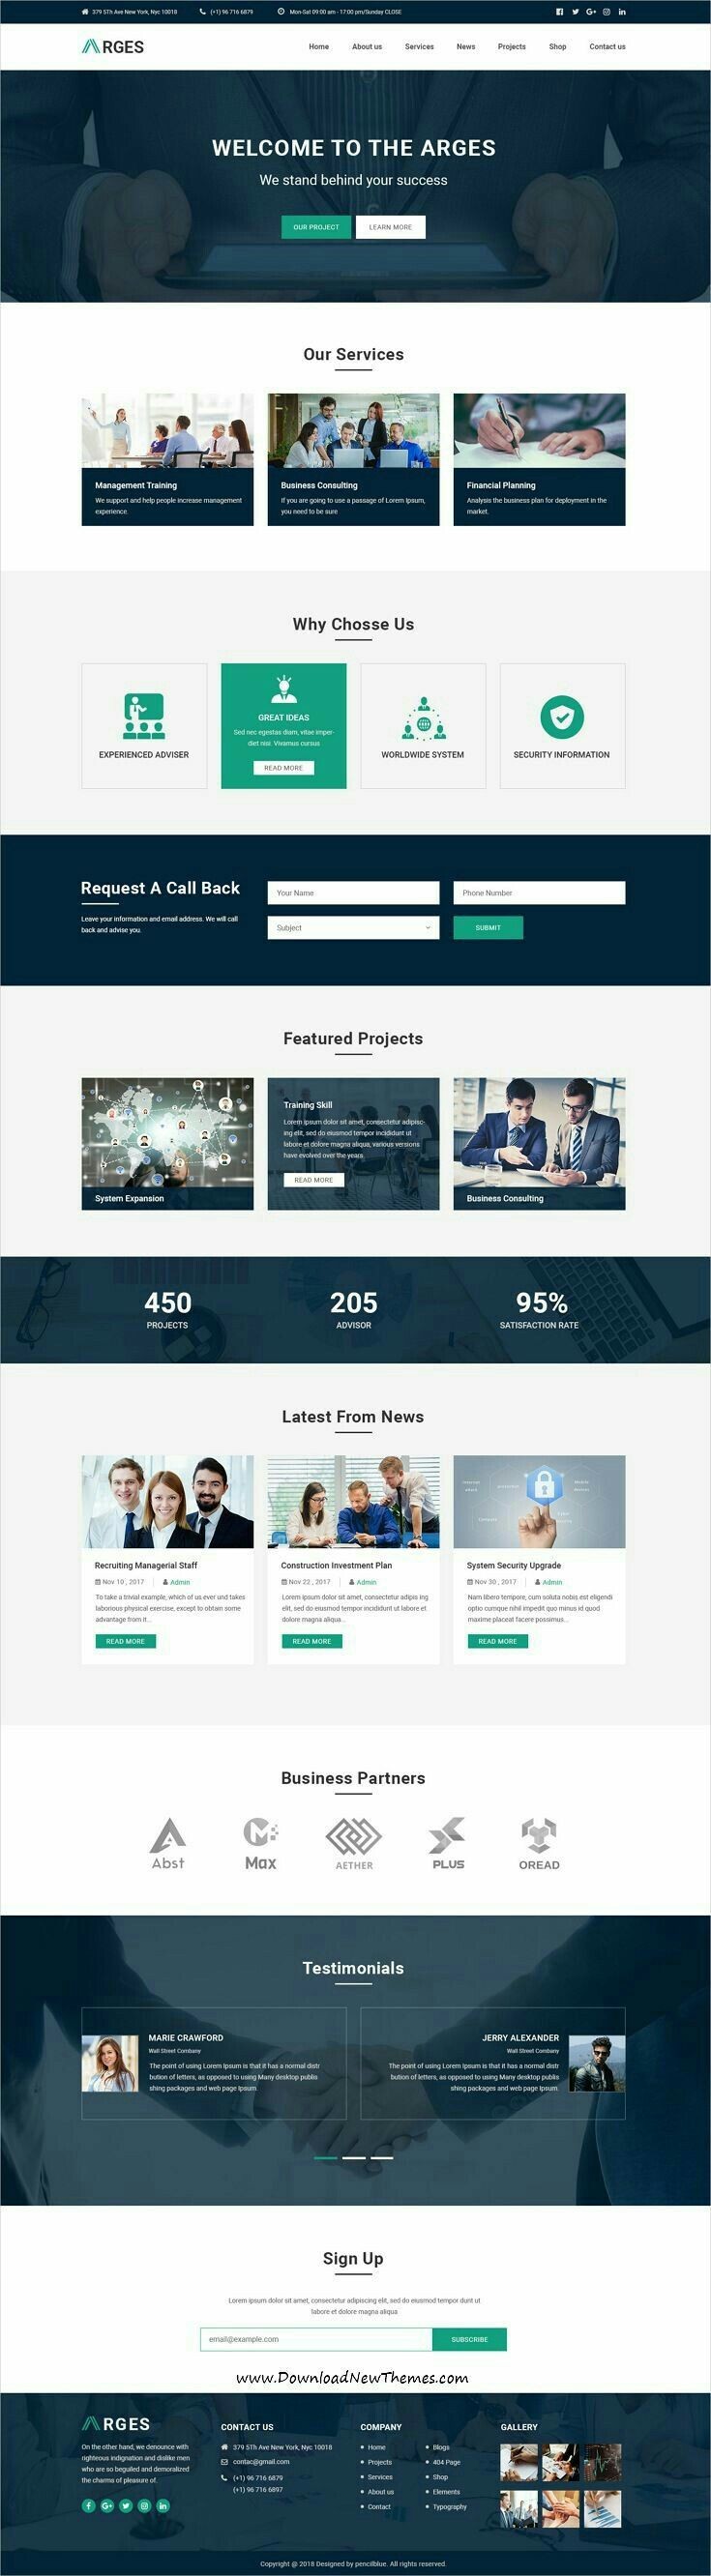 379 5Th Ave New York, Nyc 10018 (+1) 96 716 6879 Mon-Sat 09:00 am - 17:00 pm/Sunday CLOSE
RGES
Home About us Services News Projects Shop Contact us
WELCOME TO THE ARGES
We stand behind your success
OUR PROJECT LEARN MORE
Our Services
Management Training
We support and help people increase management
experience.
Business Consulting
If you are going to use a passage of Lorem Ipsum,
you need to be sure
Financial Planning
Analysis the business plan for deployment in the
market.
Why Chosse Us
EXPERIENCED ADVISER
GREAT IDEAS
Sed nec egestas diam, vitae imper-
diet nisi. Vivamus cursus
READ MORE
WORLDWIDE SYSTEM
SECURITY INFORMATION
Request A Call Back
Leave your information and email address. We will call
back and advise you.
Your Name
Phone Number
Subject
SUBMIT
Featured Projects
System Expansion
Training Skill
Lorem ipsum dolor sit amet, consectetur adipisc-
ing elit, sed do eiusmod tempor incididunt ut
labore et dolore magna aliqua, various versions
have evolved over the years.
READ MORE
Business Consulting
450
PROJECTS
205
ADVISOR
95%
SATISFACTION RATE
Latest From News
Recruiting Managerial Staff
Nov 10 , 2017 Admin
To take a trivial example, which of us ever und takes
laborious physical exercise, except to obtain some
advantage from it...
READ MORE
Construction Investment Plan
Nov 22 , 2017 Admin
Lorem ipsum dolor sit amet, consectetur adipis ing
elit, sed do eiusmod tempor incididunt ut labore et
dolore magna aliqua...
READ MORE
System Security Upgrade
Nov 30 , 2017 Admin
Nam libero tempore, cum soluta nobis est eligendi
optio cumque nihil impedit quo minus id quod
maxime placeat facere possimus...
READ MORE
Business Partners
Abst
Max
AETHER
PLUS
OREAD
Testimonials
MARIE CRAWFORD
Wall Street Combany
The point of using Lorem Ipsum is that it has a normal distr
bution of letters, as opposed to using Many desktop publis
shing packages and web page Ipsum.
JERRY ALEXANDER
Wall Street Combany
The point of using Lorem Ipsum is that it has a normal distr
bution of letters, as opposed to using Many desktop publis
shing packages and web page Ipsum.
Sign Up
Lorem ipsum dolor sit amet, consectetur adipiscing elit, sed do eiusmod tempor dunt ut
labore et dolore magna aliqua
email@example.com
SUBSCRIBE
www.DownloadNewThemes.com
RGES
On the other hand, we denounce with
righteous indignation and dislike men
who are so beguiled and demoralized
the charms of pleasure of.
CONTACT US
379 5Th Ave New York, Nyc 10018
contac@gmail.com
(+1) 96 716 6879
(+1) 96 716 6897
COMPANY
Home
Projects
Services
About us
Contact
Blogs
404 Page
Shop
Elements
Typography
GALLERY
Copyright @ 2018 Designed by pencilblue. All rights reserved.